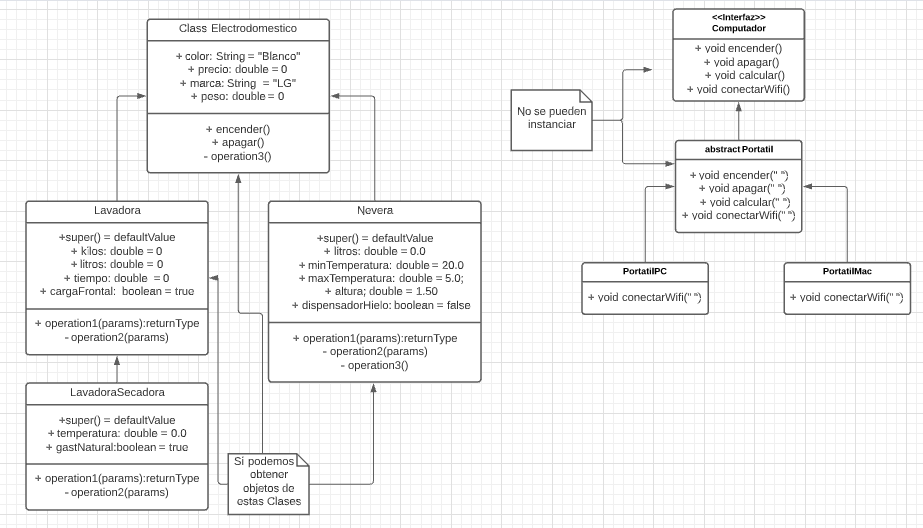 Class Electrodomestico
+ color: String = "Blanco"
+ precio: double = 0
+ marca: String = "LG"
+ peso: double = 0
+ encender()
+ apagar()
- operation3()
Lavadora
+super() = defaultValue
+ kilos: double = 0
+ litros: double = 0
+ tiempo: double = 0
+ cargaFrontal: boolean = true
+ operation1(params):returnType
- operation2(params)
Nevera
+super() = defaultValue
+ litros: double = 0.0
+ minTemperatura: double = 20.0
+ maxTemperatura: double = 5.0;
+ altura; double = 1.50
+ dispensadorHielo: boolean = false
+ operation1(params):returnType
- operation2(params)
- operation3()
LavadoraSecadora
+super() = defaultValue
+ temperatura: double = 0.0
+ gastNatural:boolean = true
+ operation1(params):returnType
- operation2(params)
Si podemos
obtener
objetos de
estas Clases
<<Interfaz>>
Computador
+ void encender()
+ void apagar()
+ void calcular()
+ void conectarWifi()
No se pueden
instanciar
abstract Portatil
+ void encender(" ")
+ void apagar(" ")
+ void calcular(" ")
+ void conectarWifi(" ")
PortatilPC
+ void conectarWifi(" ")
PortatilMac
+ void conectarWifi(" ")